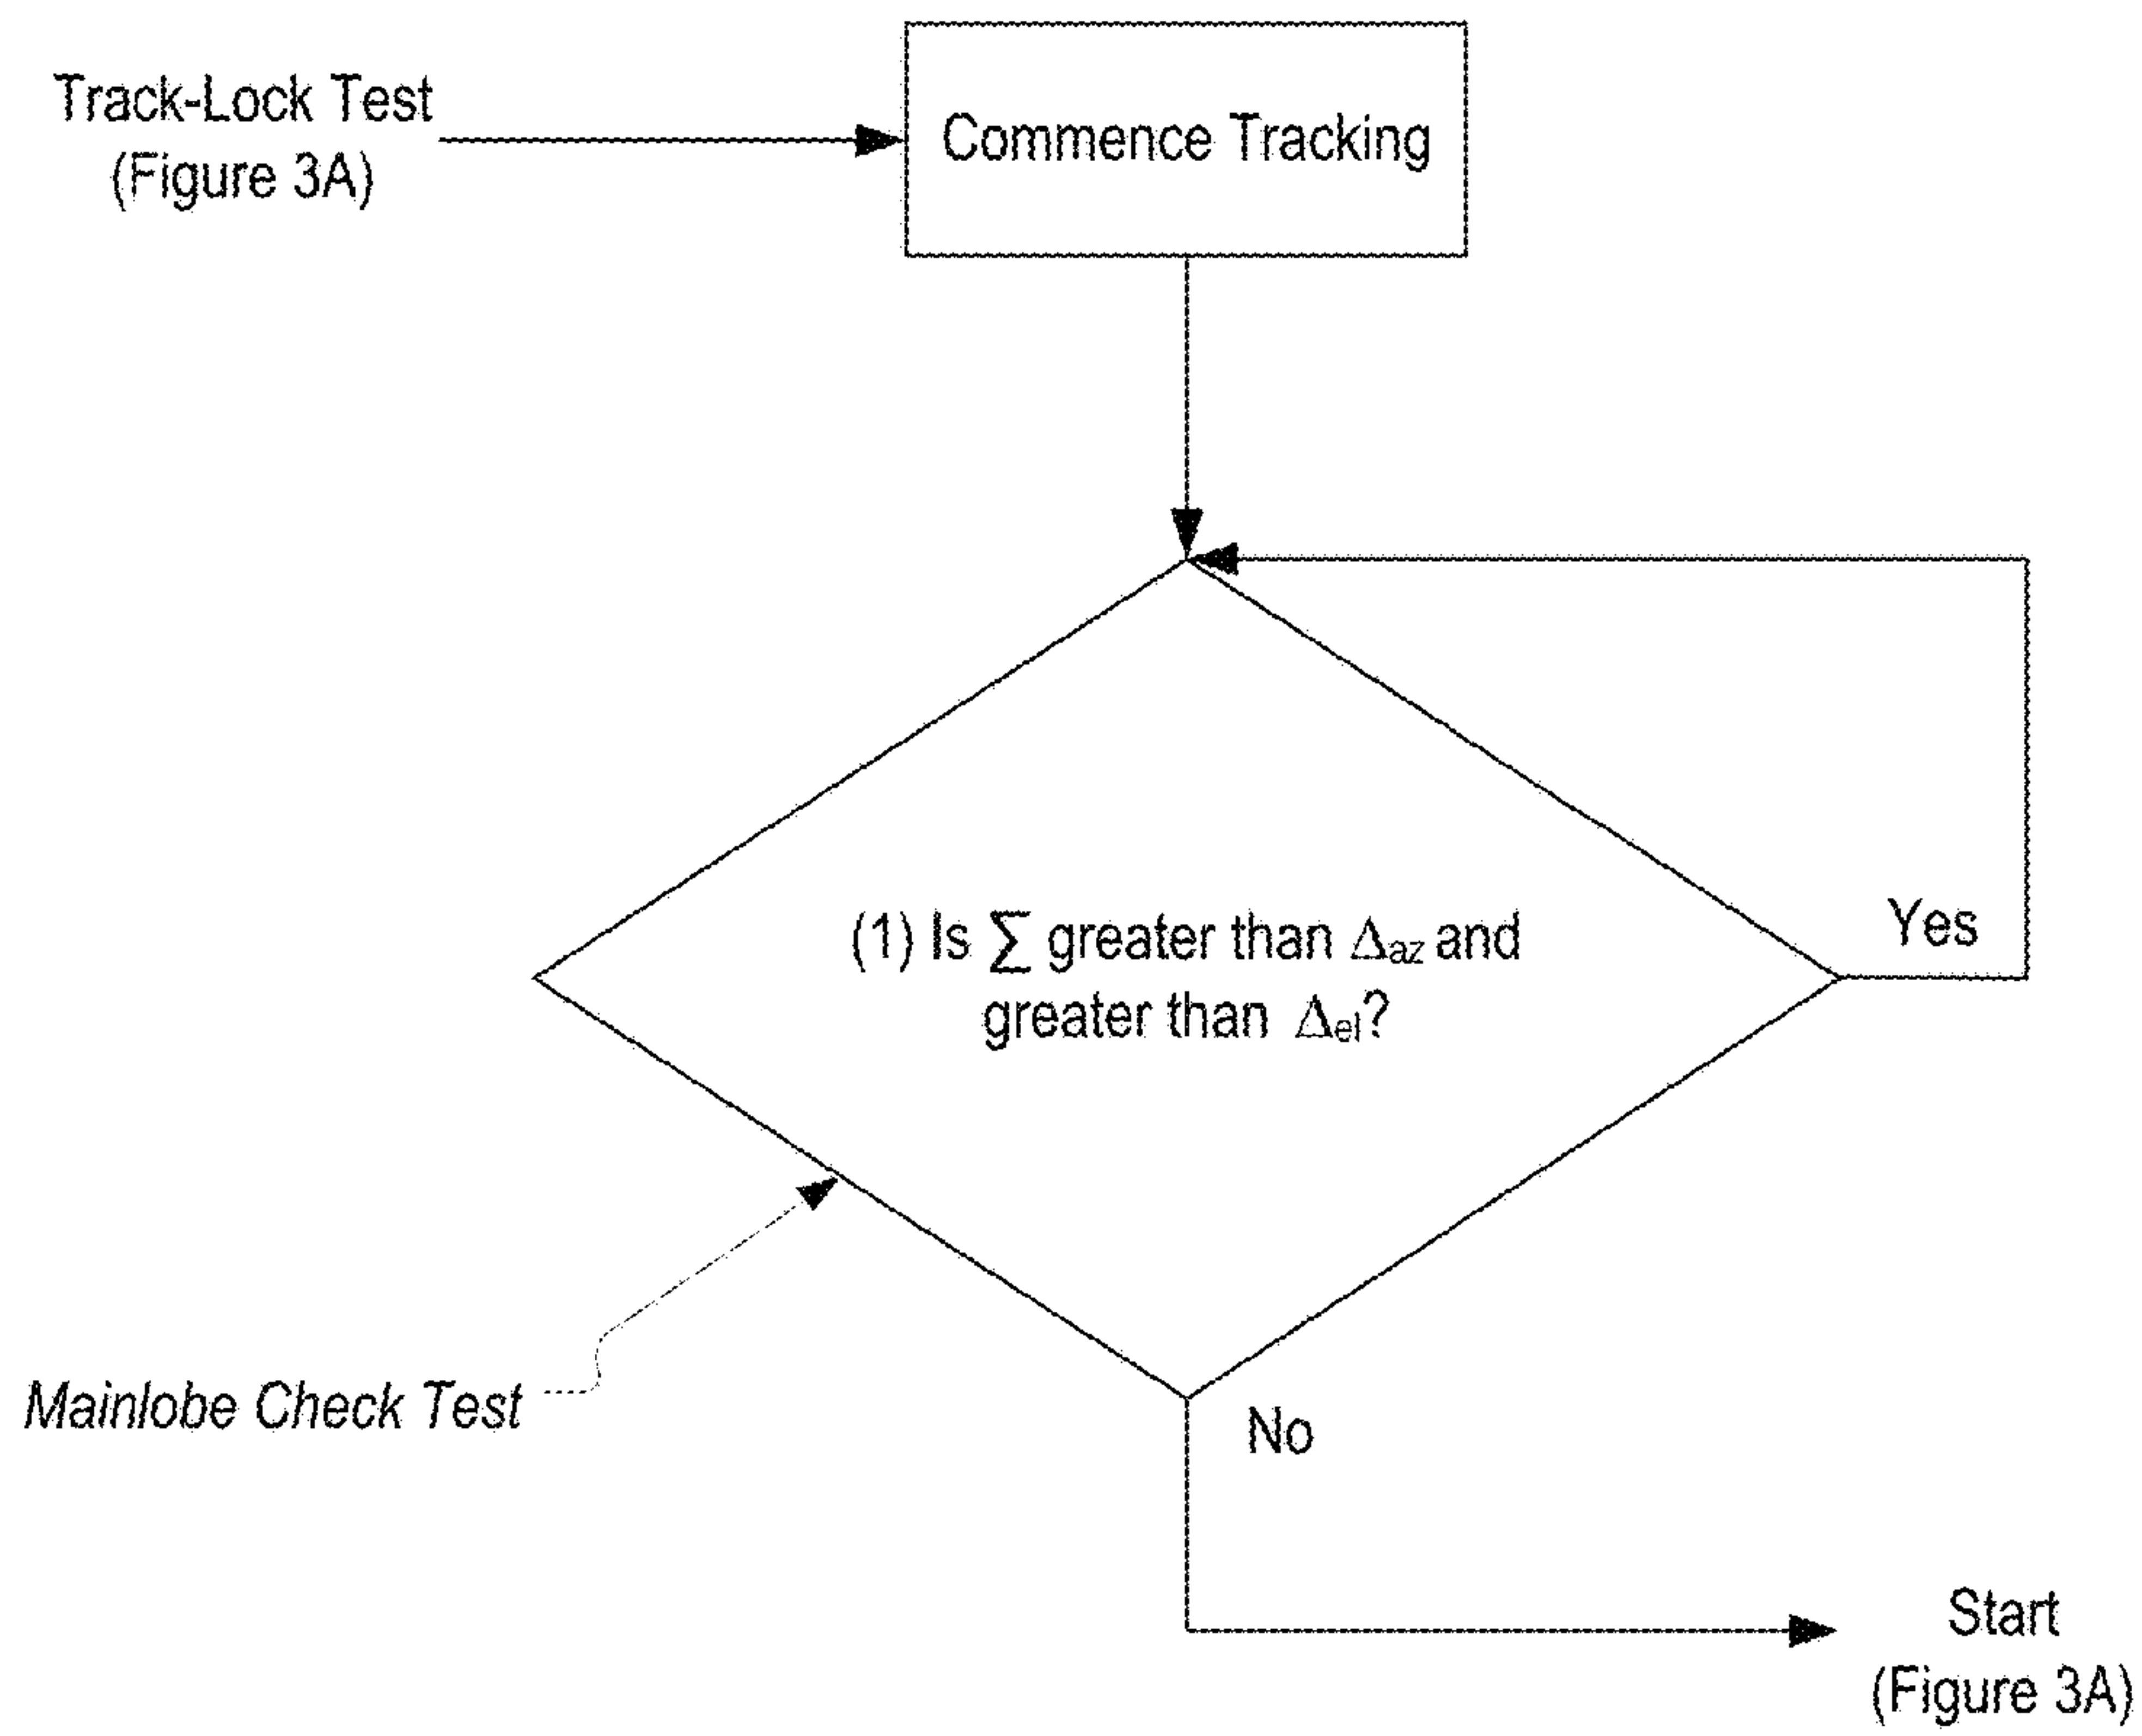 Track-Lock Test
(Figure 3A)
Commence Tracking
(1) Is ∑ greater than Δaz and
greater than Δel?
Yes
Mainlobe Check Test
No
Start
(Figure 3A)